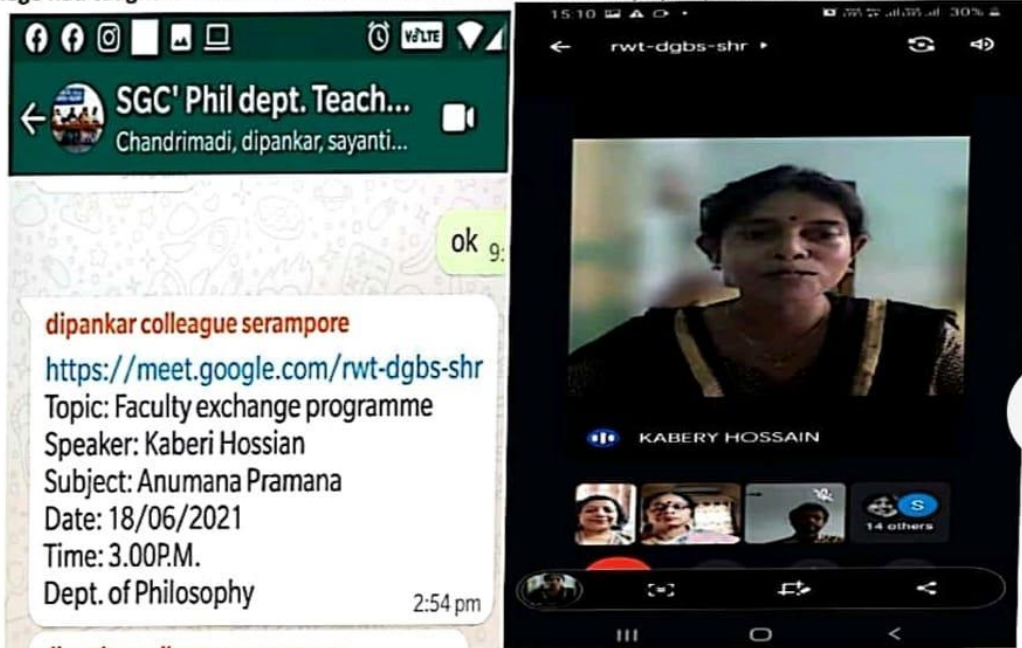 VoLTE
SGC' Phil dept. Teach...
Chandrimadi, dipankar, sayanti...
ok 9:
dipankar colleague serampore
https://meet.google.com/rwt-dgbs-shr
Topic: Faculty exchange programme
Speaker: Kaberi Hossian
Subject: Anumana Pramana
Date: 18/06/2021
Time: 3.00P.M.
Dept. of Philosophy
2:54 pm
15:10
30%
rwt-dgbs-shr
KABERY HOSSAIN
S
14 others